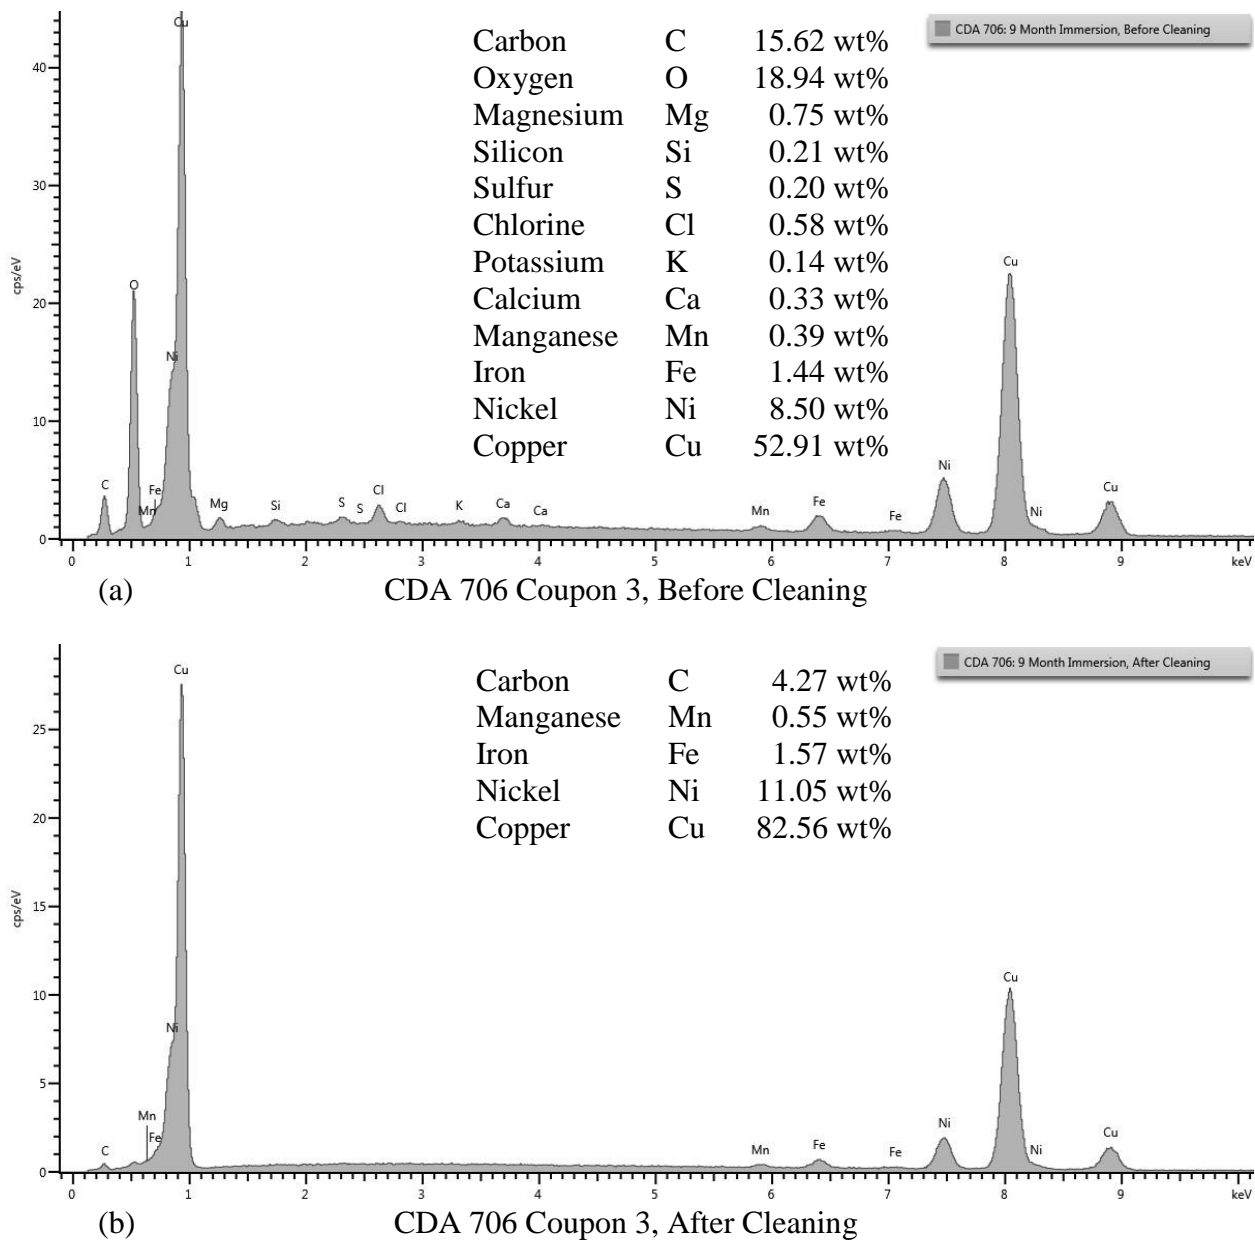 CDA 706: 9 Month Immersion, Before Cleaning
Carbon C 15.62 wt%
Oxygen O 18.94 wt%
Magnesium Mg 0.75 wt%
Silicon Si 0.21 wt%
Sulfur S 0.20 wt%
Chlorine Cl 0.58 wt%
Potassium K 0.14 wt%
Calcium Ca 0.33 wt%
Manganese Mn 0.39 wt%
Iron Fe 1.44 wt%
Nickel Ni 8.50 wt%
Copper Cu 52.91 wt%
cps/eV
40
30
20
10
0
Cu
O
Ni
C
Fe
Mn
Mg
Si
S
S
Cl
Cl
K
Ca
Ca
Mn
Fe
Fe
Ni
Cu
Ni
Cu
0 1 2 3 4 5 6 7 8 9 keV
(a) CDA 706 Coupon 3, Before Cleaning
CDA 706: 9 Month Immersion, After Cleaning
Carbon C 4.27 wt%
Manganese Mn 0.55 wt%
Iron Fe 1.57 wt%
Nickel Ni 11.05 wt%
Copper Cu 82.56 wt%
cps/eV
25
20
15
10
5
0
Cu
Ni
Mn
Fe
C
Mn
Fe
Fe
Ni
Cu
Ni
Cu
0 1 2 3 4 5 6 7 8 9 keV
(b) CDA 706 Coupon 3, After Cleaning